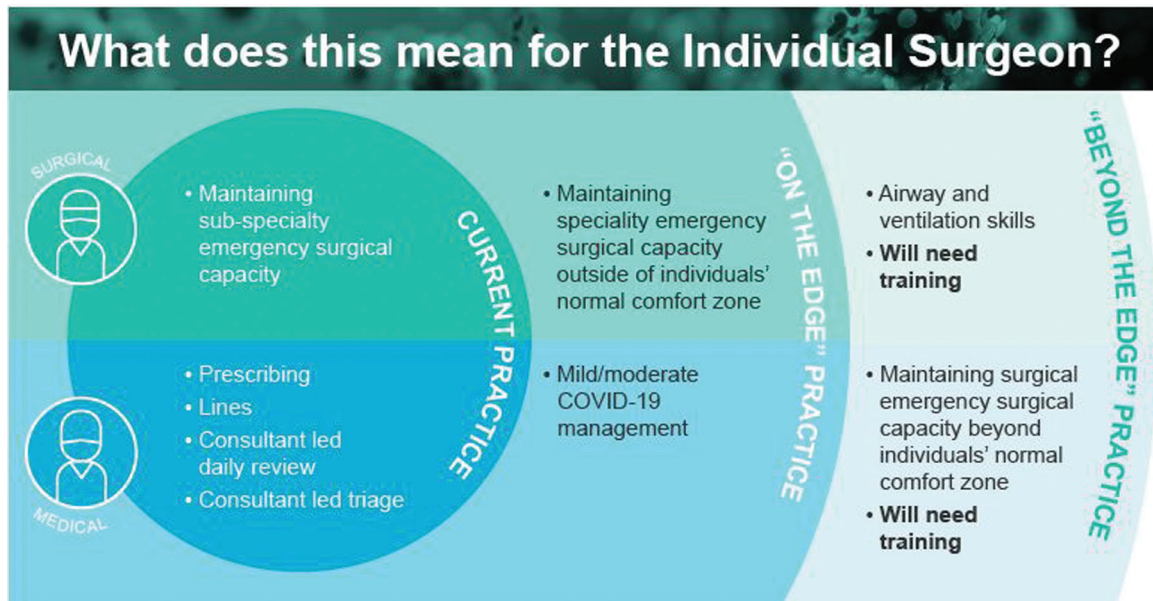 What does this mean for the Individual Surgeon?
SURGICAL
• Maintaining
sub-specialty
emergency surgical
capacity
CURRENT PRACTICE
• Maintaining
speciality emergency
surgical capacity
outside of individuals’
normal comfort zone
“ON THE EDGE” PRACTICE
• Airway and
ventilation skills
• Will need
training
“BEYOND THE EDGE” PRACTICE
MEDICAL
• Prescribing
• Lines
• Consultant led
daily review
• Consultant led triage
• Mild/moderate
COVID-19
management
• Maintaining surgical
emergency surgical
capacity beyond
individuals’ normal
comfort zone
• Will need
training